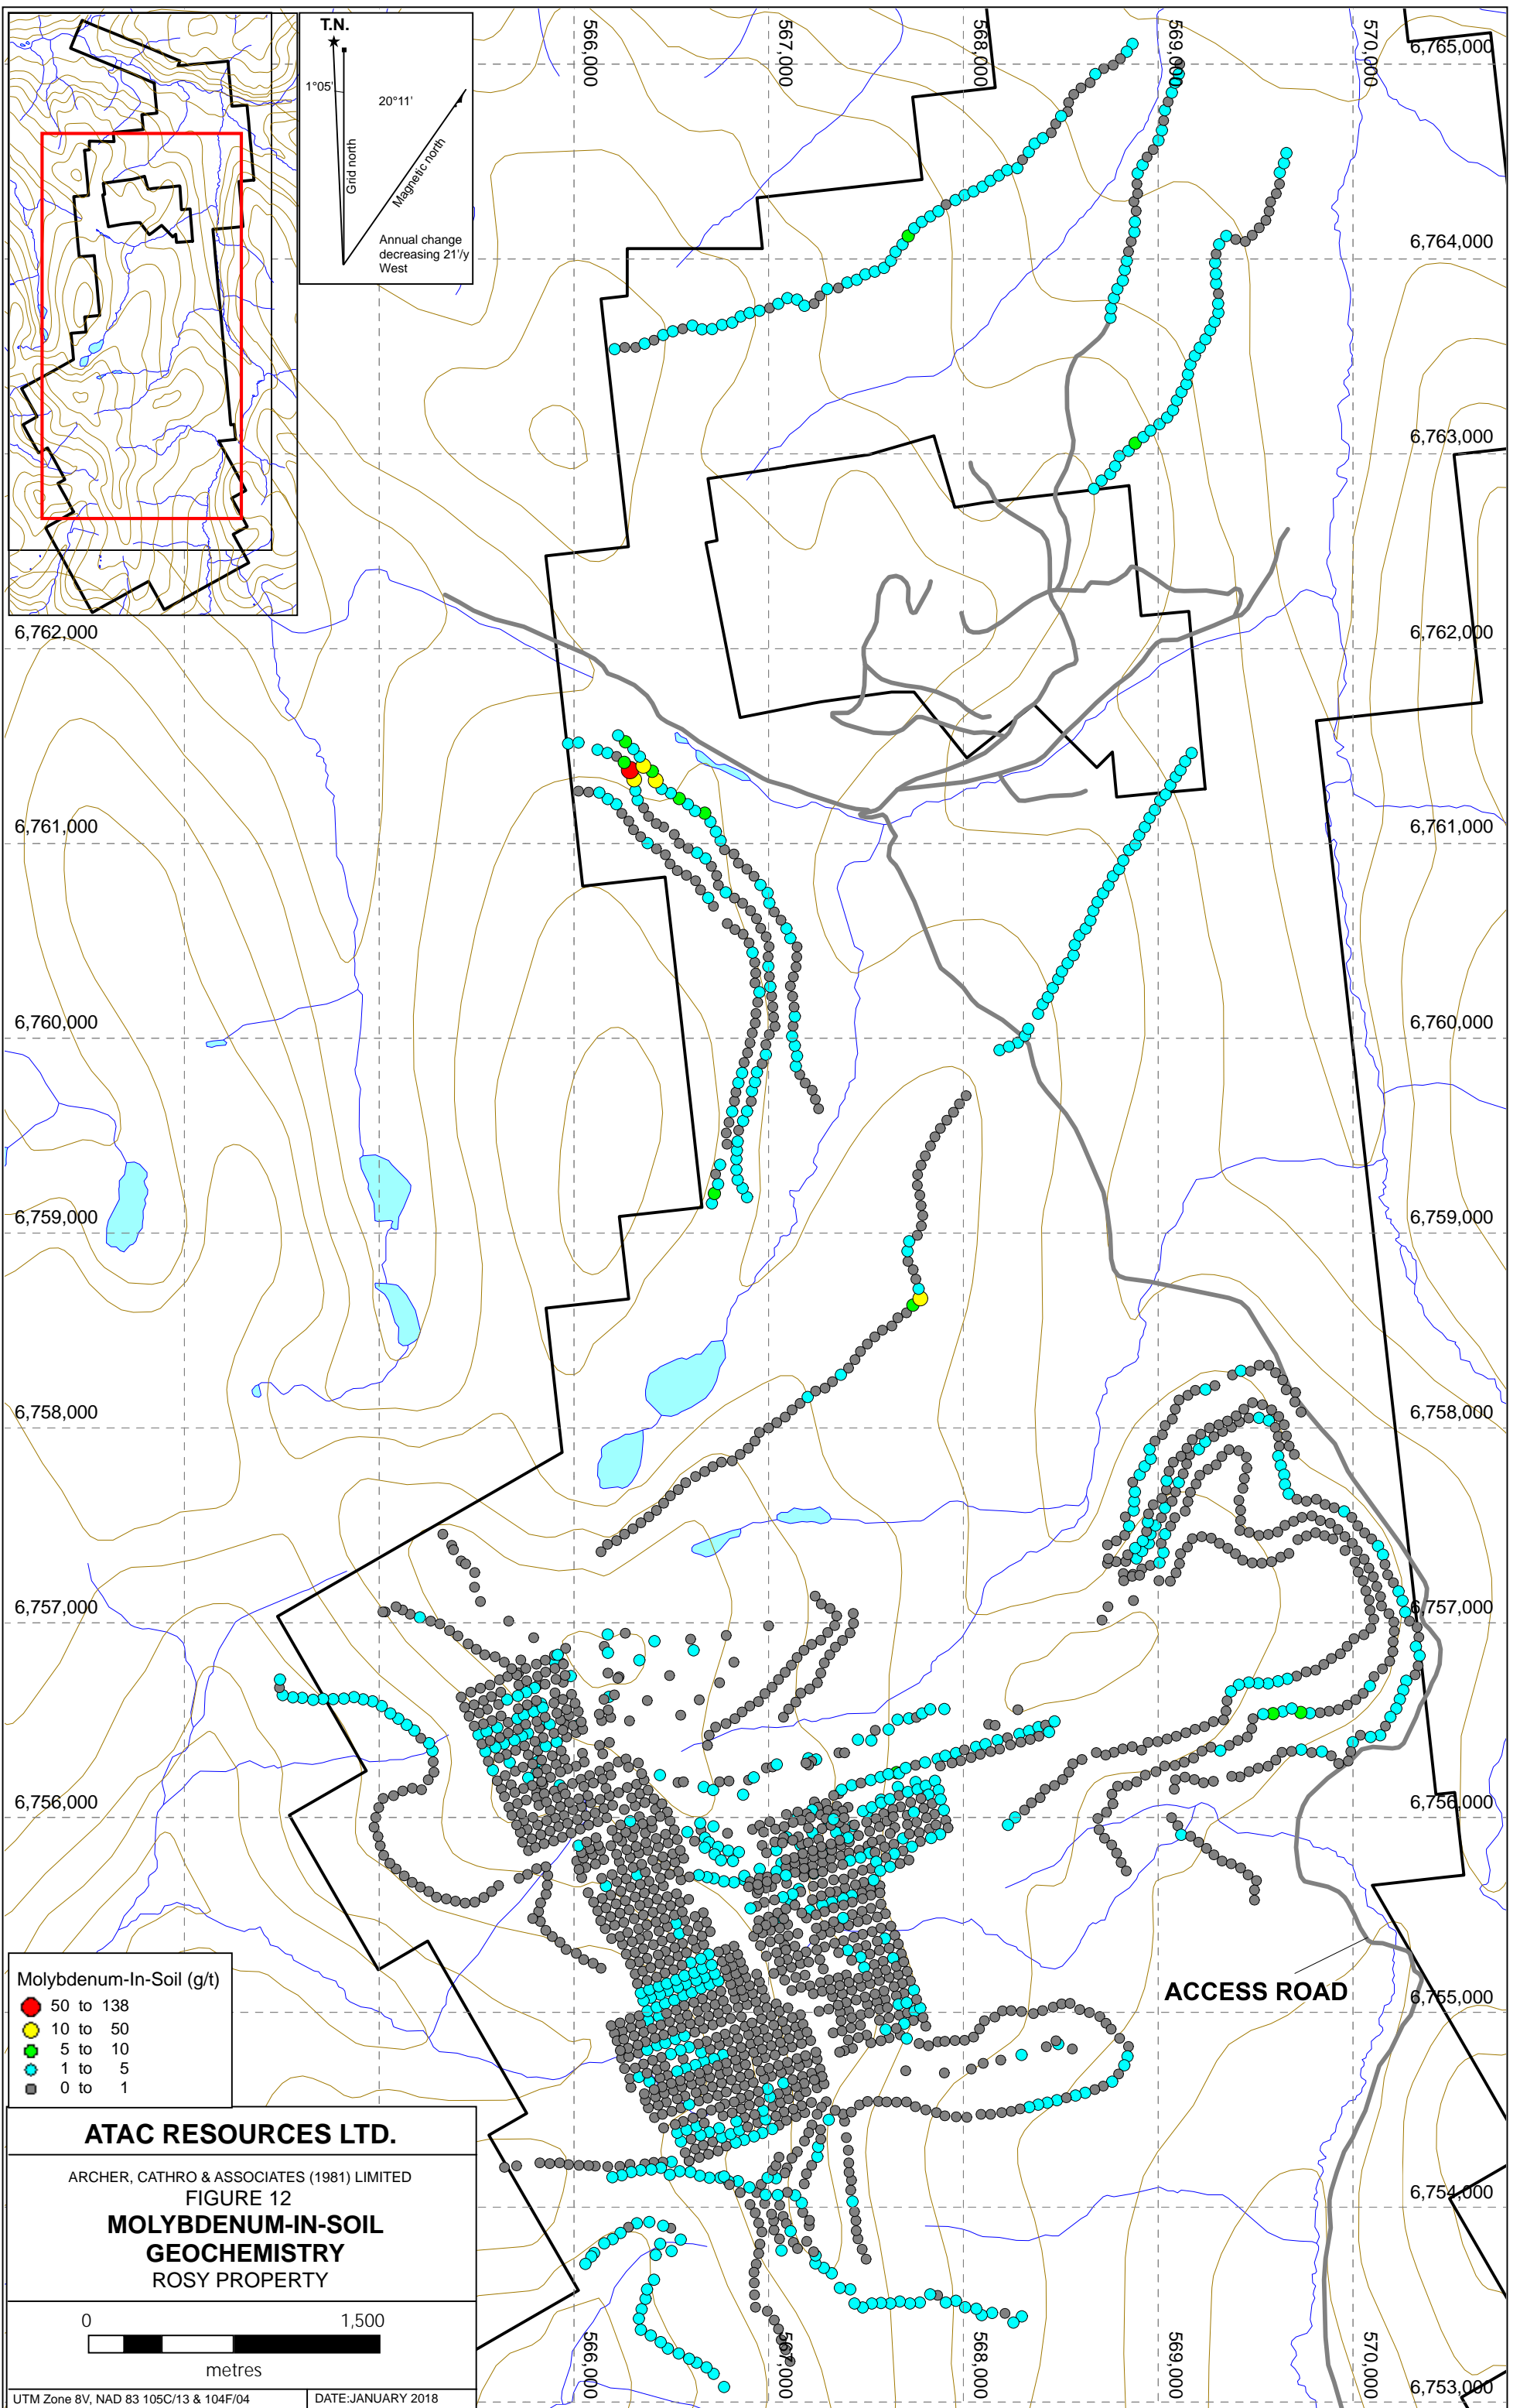 T.N.
1°05'
20°11'
Grid north
Magnetic north
Annual change
decreasing 21'/y
West
566,000
567,000
568,000
569,000
570,000
6,765,000
6,764,000
6,763,000
6,762,000
6,762,000
6,761,000
6,761,000
6,760,000
6,760,000
6,759,000
6,759,000
6,758,000
6,758,000
6,757,000
6,757,000
6,756,000
6,756,000
6,755,000
6,754,000
6,753,000
ACCESS ROAD
Molybdenum-In-Soil (g/t)
50 to 138
10 to 50
5 to 10
1 to 5
0 to 1
ATAC RESOURCES LTD.
ARCHER, CATHRO & ASSOCIATES (1981) LIMITED
FIGURE 12
MOLYBDENUM-IN-SOIL
GEOCHEMISTRY
ROSY PROPERTY
0 1,500
metres
UTM Zone 8V, NAD 83 105C/13 & 104F/04
DATE:JANUARY 2018
566,000
567,000
568,000
569,000
570,000